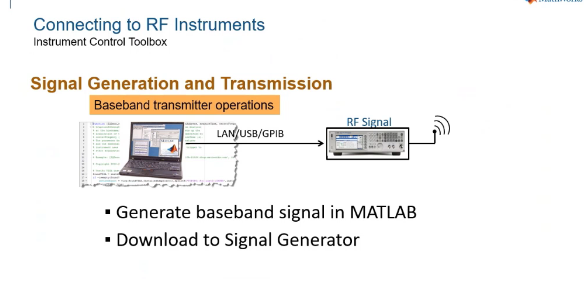 MathWorks
Connecting to RF Instruments
Instrument Control Toolbox
Signal Generation and Transmission
Baseband transmitter operations
RF Signal
LAN/USB/GPIB
▪ Generate baseband signal in MATLAB
▪ Download to Signal Generator